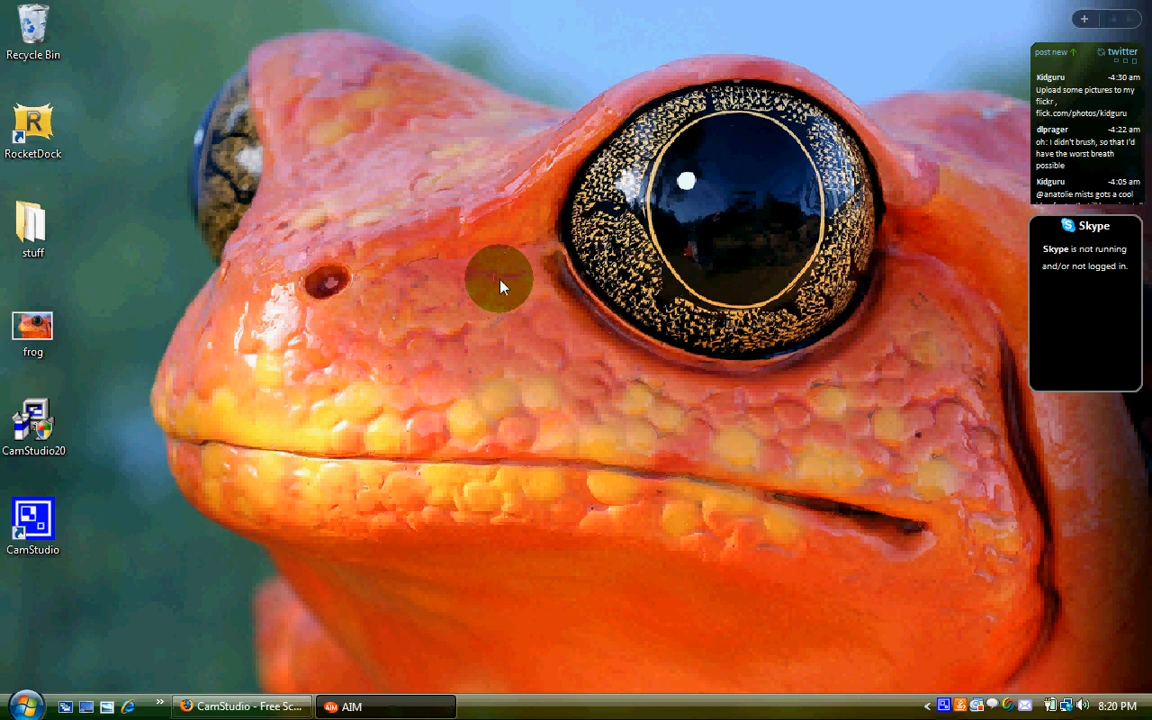 Recycle Bin
RocketDock
stuff
frog
CamStudio20
CamStudio
post new ↑
twitter
Kidguru -4:30 am
Upload some pictures to my
flickr ,
flick.com/photos/kidguru
dlprager -4:22 am
oh: I didn't brush, so that I'd
have the worst breath
possible
Kidguru -4:05 am
@anatolie mists gots a cool
Skype
Skype is not running
and/or not logged in.
CamStudio - Free Sc...
AIM
8:20 PM